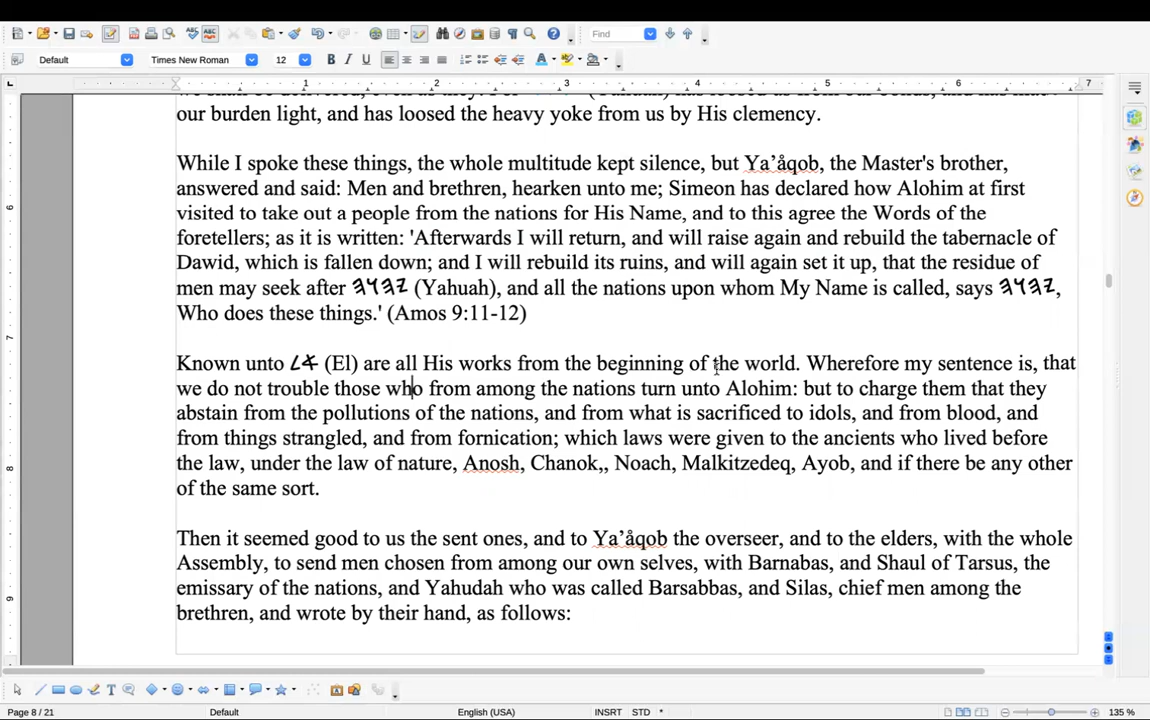 Find
Default
Times New Roman
12
1 2 3 4 5 6 7
our burden light, and has loosed the heavy yoke from us by His clemency.
While I spoke these things, the whole multitude kept silence, but Ya’åqob, the Master's brother,
answered and said: Men and brethren, hearken unto me; Simeon has declared how Alohim at first
visited to take out a people from the nations for His Name, and to this agree the Words of the
foretellers; as it is written: 'Afterwards I will return, and will raise again and rebuild the tabernacle of
Dawid, which is fallen down; and I will rebuild its ruins, and will again set it up, that the residue of
men may seek after 𐤉𐤄𐤅𐤄 (Yahuah), and all the nations upon whom My Name is called, says 𐤉𐤄𐤅𐤄,
Who does these things.' (Amos 9:11-12)
Known unto 𐤀𐤋 (El) are all His works from the beginning of the world. Wherefore my sentence is, that
we do not trouble those who from among the nations turn unto Alohim: but to charge them that they
abstain from the pollutions of the nations, and from what is sacrificed to idols, and from blood, and
from things strangled, and from fornication; which laws were given to the ancients who lived before
the law, under the law of nature, Anosh, Chanok,, Noach, Malkitzedeq, Ayob, and if there be any other
of the same sort.
Then it seemed good to us the sent ones, and to Ya’åqob the overseer, and to the elders, with the whole
Assembly, to send men chosen from among our own selves, with Barnabas, and Shaul of Tarsus, the
emissary of the nations, and Yahudah who was called Barsabbas, and Silas, chief men among the
brethren, and wrote by their hand, as follows:
6
7
8
9
Page 8 / 21
Default
English (USA)
INSRT
STD
*
135 %